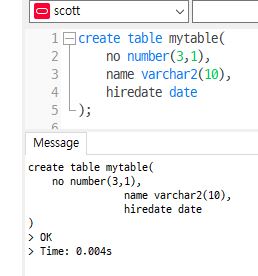 scott
1 create table mytable(
2 no number(3,1),
3 name varchar2(10),
4 hiredate date
5 );
6
Message
create table mytable(
no number(3,1),
name varchar2(10),
hiredate date
)
> OK
> Time: 0.004s